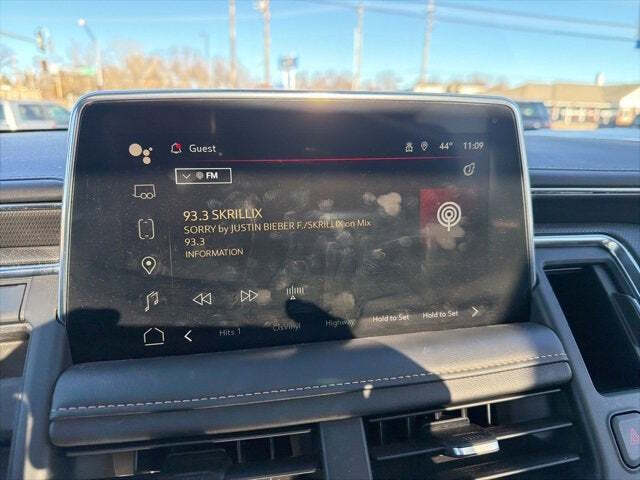 Guest
44° 11:09
FM
93.3 SKRILLIX
SORRY by JUSTIN BIEBER F./SKRILLIX on Mix
93.3
INFORMATION
Hits 1 ClsVinyl Highway Hold to Set Hold to Set